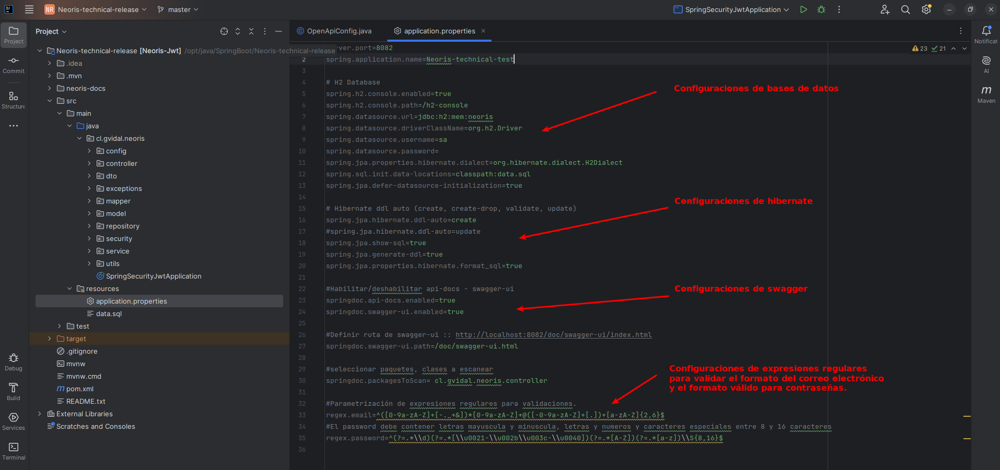 NR Neoris-technical-release master SpringSecurityJwtApplication
Project
OpenApiConfig.java application.properties
Project
Commit
Structure
Debug
Build
Services
Terminal
Neoris-technical-release [Neoris-Jwt] /opt/java/SpringBoot/Neoris-technical-release
.idea
.mvn
neoris-docs
src
main
java
cl.gvidal.neoris
config
controller
dto
exceptions
mapper
model
repository
security
service
utils
SpringSecurityJwtApplication
resources
application.properties
data.sql
test
target
.gitignore
mvnw
mvnw.cmd
pom.xml
README.txt
External Libraries
Scratches and Consoles
ver.port=8082
2 spring.application.name=Neoris-technical-test
3
4 # H2 Database
5 spring.h2.console.enabled=true
6 spring.h2.console.path=/h2-console
7 spring.datasource.url=jdbc:h2:mem:neoris
8 spring.datasource.driverClassName=org.h2.Driver
9 spring.datasource.username=sa
10 spring.datasource.password=
11 spring.jpa.properties.hibernate.dialect=org.hibernate.dialect.H2Dialect
12 spring.sql.init.data-locations=classpath:data.sql
13 spring.jpa.defer-datasource-initialization=true
14
15 # Hibernate ddl auto (create, create-drop, validate, update)
16 spring.jpa.hibernate.ddl-auto=create
17 #spring.jpa.hibernate.ddl-auto=update
18 spring.jpa.show-sql=true
19 spring.jpa.generate-ddl=true
20 spring.jpa.properties.hibernate.format_sql=true
21
22 #Habilitar/deshabilitar api-docs - swagger-ui
23 springdoc.api-docs.enabled=true
24 springdoc.swagger-ui.enabled=true
25
26 #Definir ruta de swagger-ui :: http://localhost:8082/doc/swagger-ui/index.html
27 springdoc.swagger-ui.path=/doc/swagger-ui.html
28
29 #seleccionar paquetes, clases a escanear
30 springdoc.packagesToScan= cl.gvidal.neoris.controller
31
32 #Parametrización de expresiones regulares para validaciones.
33 regex.email=^([0-9a-zA-Z]+[-._+&])*[0-9a-zA-Z]+@([-0-9a-zA-Z]+[.])+[a-zA-Z]{2,6}$
34 #El password debe contener letras mayuscula y minuscula, letras y numeros y caracteres especiales entre 8 y 16 caracteres
35 regex.password=^(?=.*\\d)(?=.*[\\u0021-\\u002b\\u003c-\\u0040])(?=.*[A-Z])(?=.*[a-z])\\S{8,16}$
36
Configuraciones de bases de datos
Configuraciones de hibernate
Configuraciones de swagger
Configuraciones de expresiones regulares
para validar el formato del correo electrónico
y el formato válido para contraseñas.
23 21
Notificat
AI
Maven